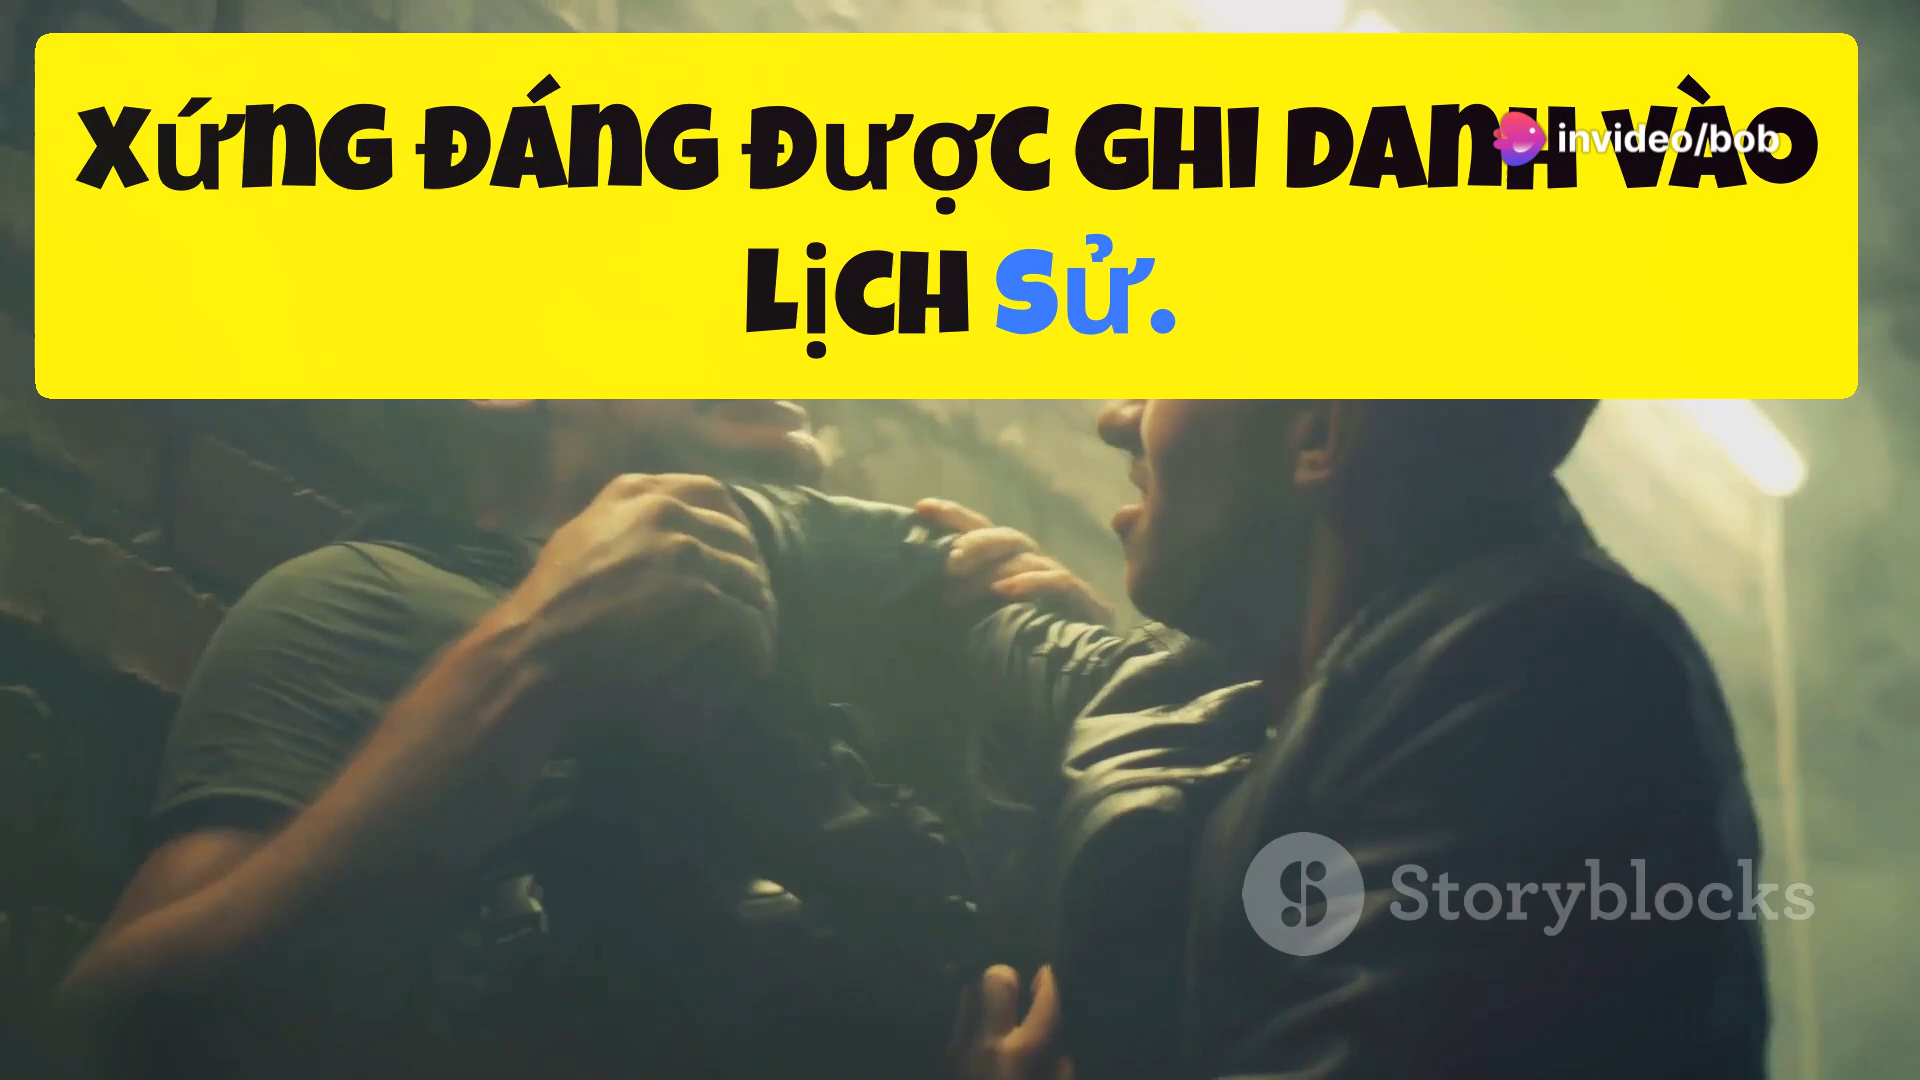 Xứng Đáng Được Ghi Danh Vào
Lịch Sử.
invideo/bob
Storyblocks